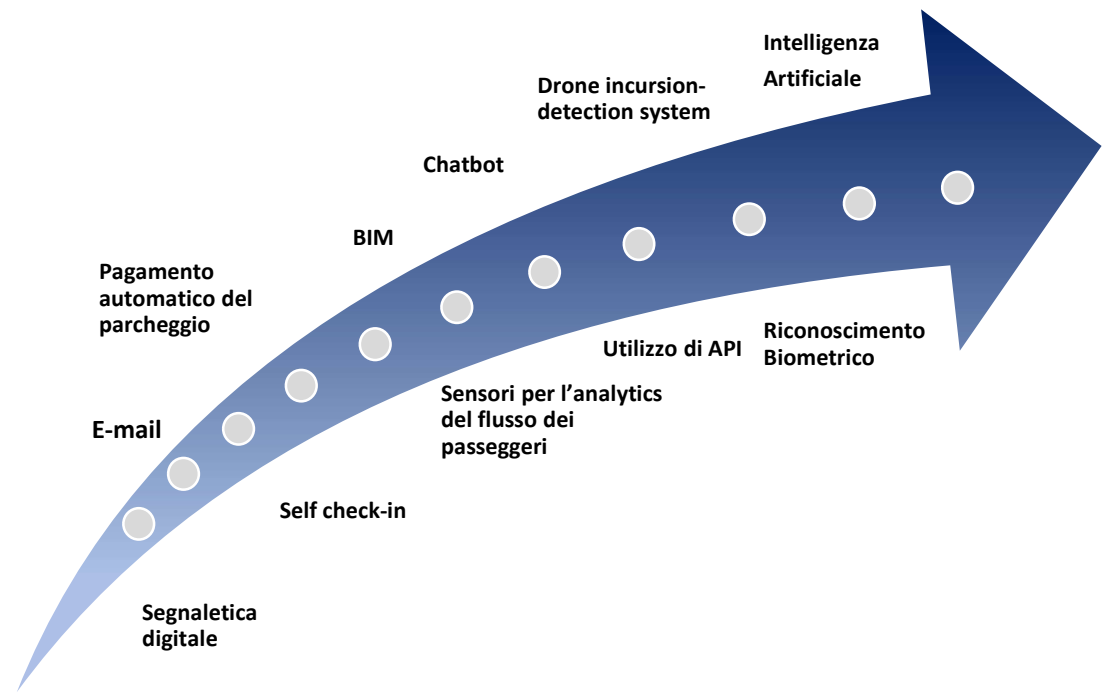 Intelligenza
Artificiale
Drone incursion-
detection system
Chatbot
BIM
Pagamento
automatico del
parcheggio
E-mail
Utilizzo di API
Riconoscimento
Biometrico
Sensori per l’analytics
del flusso dei
passeggeri
Self check-in
Segnaletica
digitale